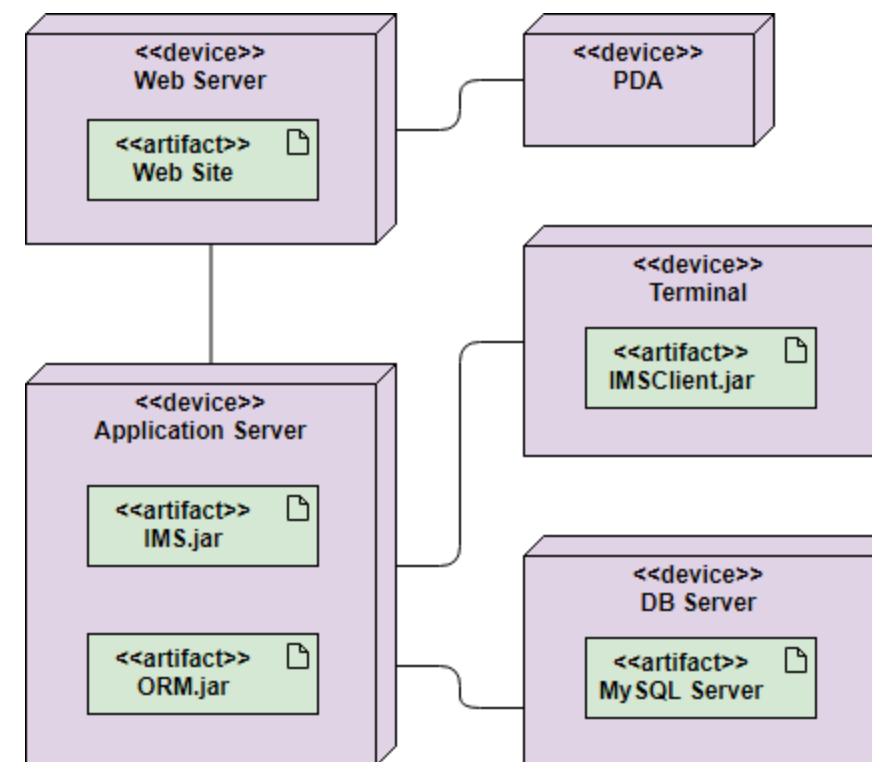 <<device>>
Web Server
<<artifact>>
Web Site
<<device>>
PDA
<<device>>
Terminal
<<artifact>>
IMSClient.jar
<<device>>
Application Server
<<artifact>>
IMS.jar
<<artifact>>
ORM.jar
<<device>>
DB Server
<<artifact>>
MySQL Server